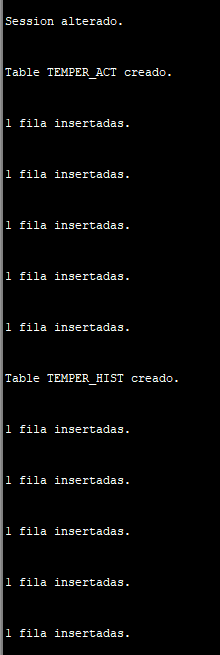 Session alterado.
Table TEMPER_ACT creado.
1 fila insertadas.
1 fila insertadas.
1 fila insertadas.
1 fila insertadas.
1 fila insertadas.
Table TEMPER_HIST creado.
1 fila insertadas.
1 fila insertadas.
1 fila insertadas.
1 fila insertadas.
1 fila insertadas.